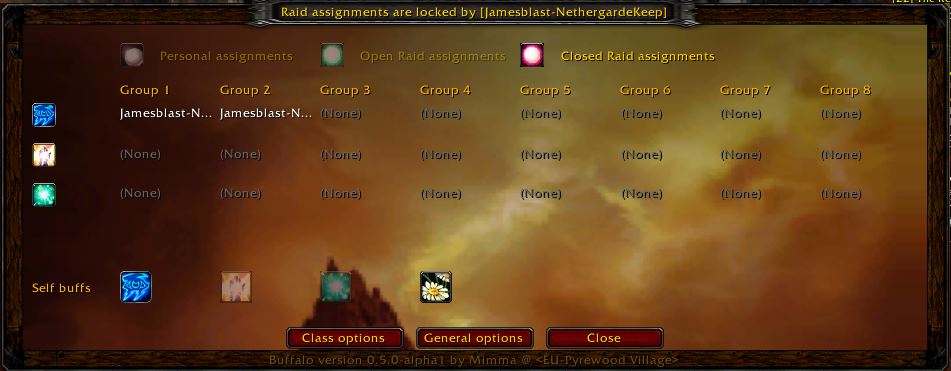 Raid assignments are locked by [Jamesblast-NethergardeKeep]
Personal assignments Open Raid assignments Closed Raid assignments
Group 1 Group 2 Group 3 Group 4 Group 5 Group 6 Group 7 Group 8
Jamesblast-N... Jamesblast-N... (None) (None) (None) (None) (None) (None)
(None) (None) (None) (None) (None) (None) (None) (None)
(None) (None) (None) (None) (None) (None) (None) (None)
Self buffs
Class options General options Close
Buffalo version 0.5.0-alpha1 by Mimma @ <EU-Pyrewood Village>